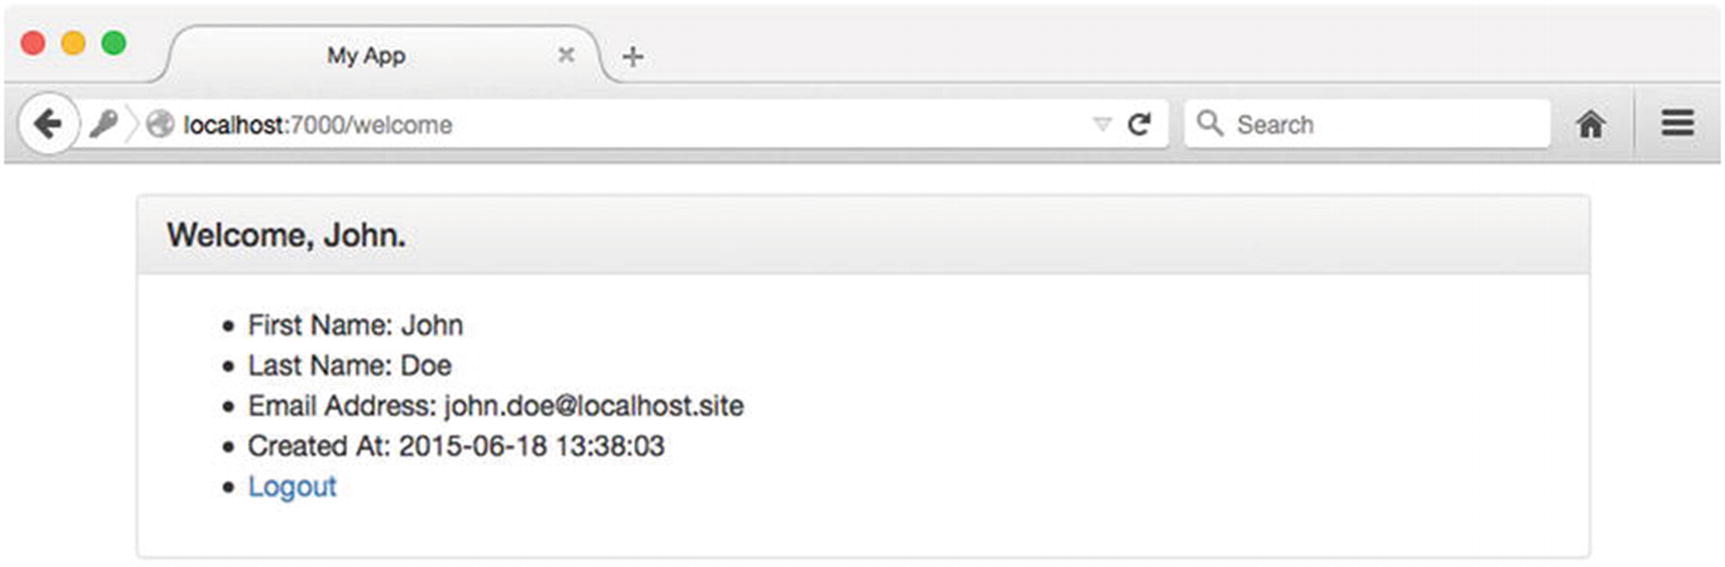 My App
localhost:7000/welcome
Search
Welcome, John.
First Name: John
Last Name: Doe
Email Address: john.doe@localhost.site
Created At: 2015-06-18 13:38:03
Logout